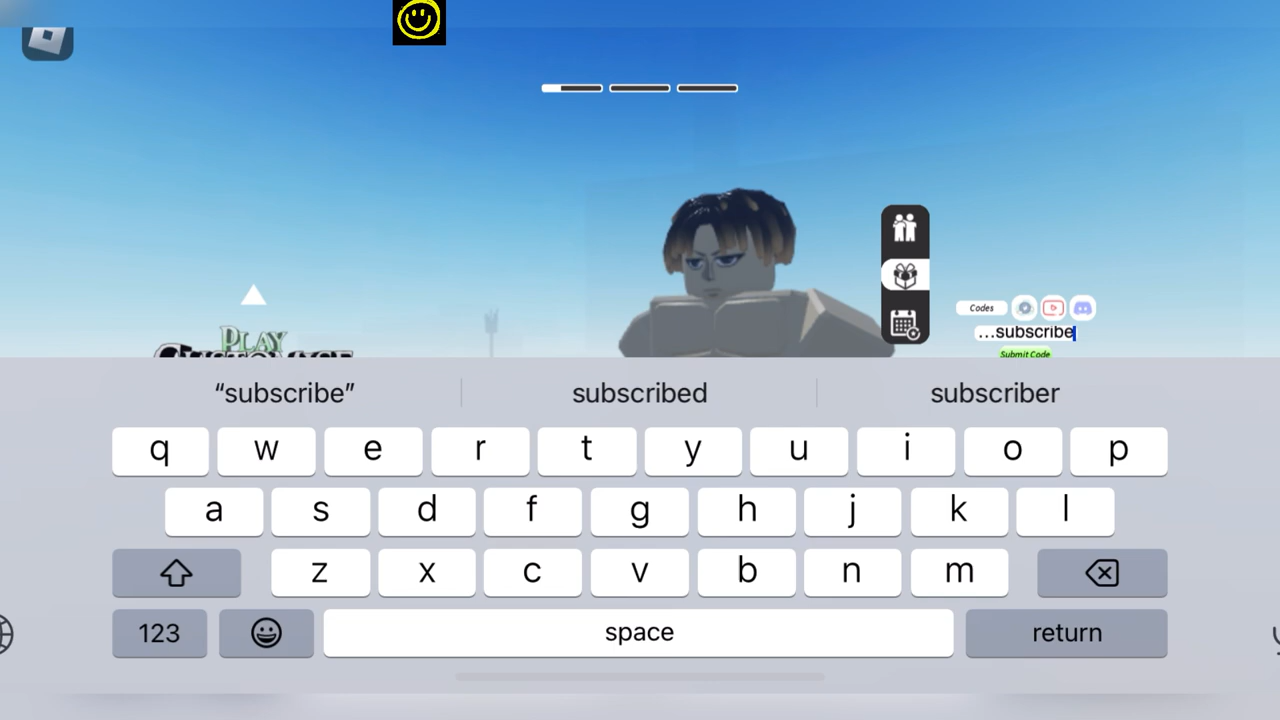 Codes
...subscribe
Submit Code
PLAY
“subscribe” subscribed subscriber
q w e r t y u i o p
a s d f g h j k l
z x c v b n m
123 space return